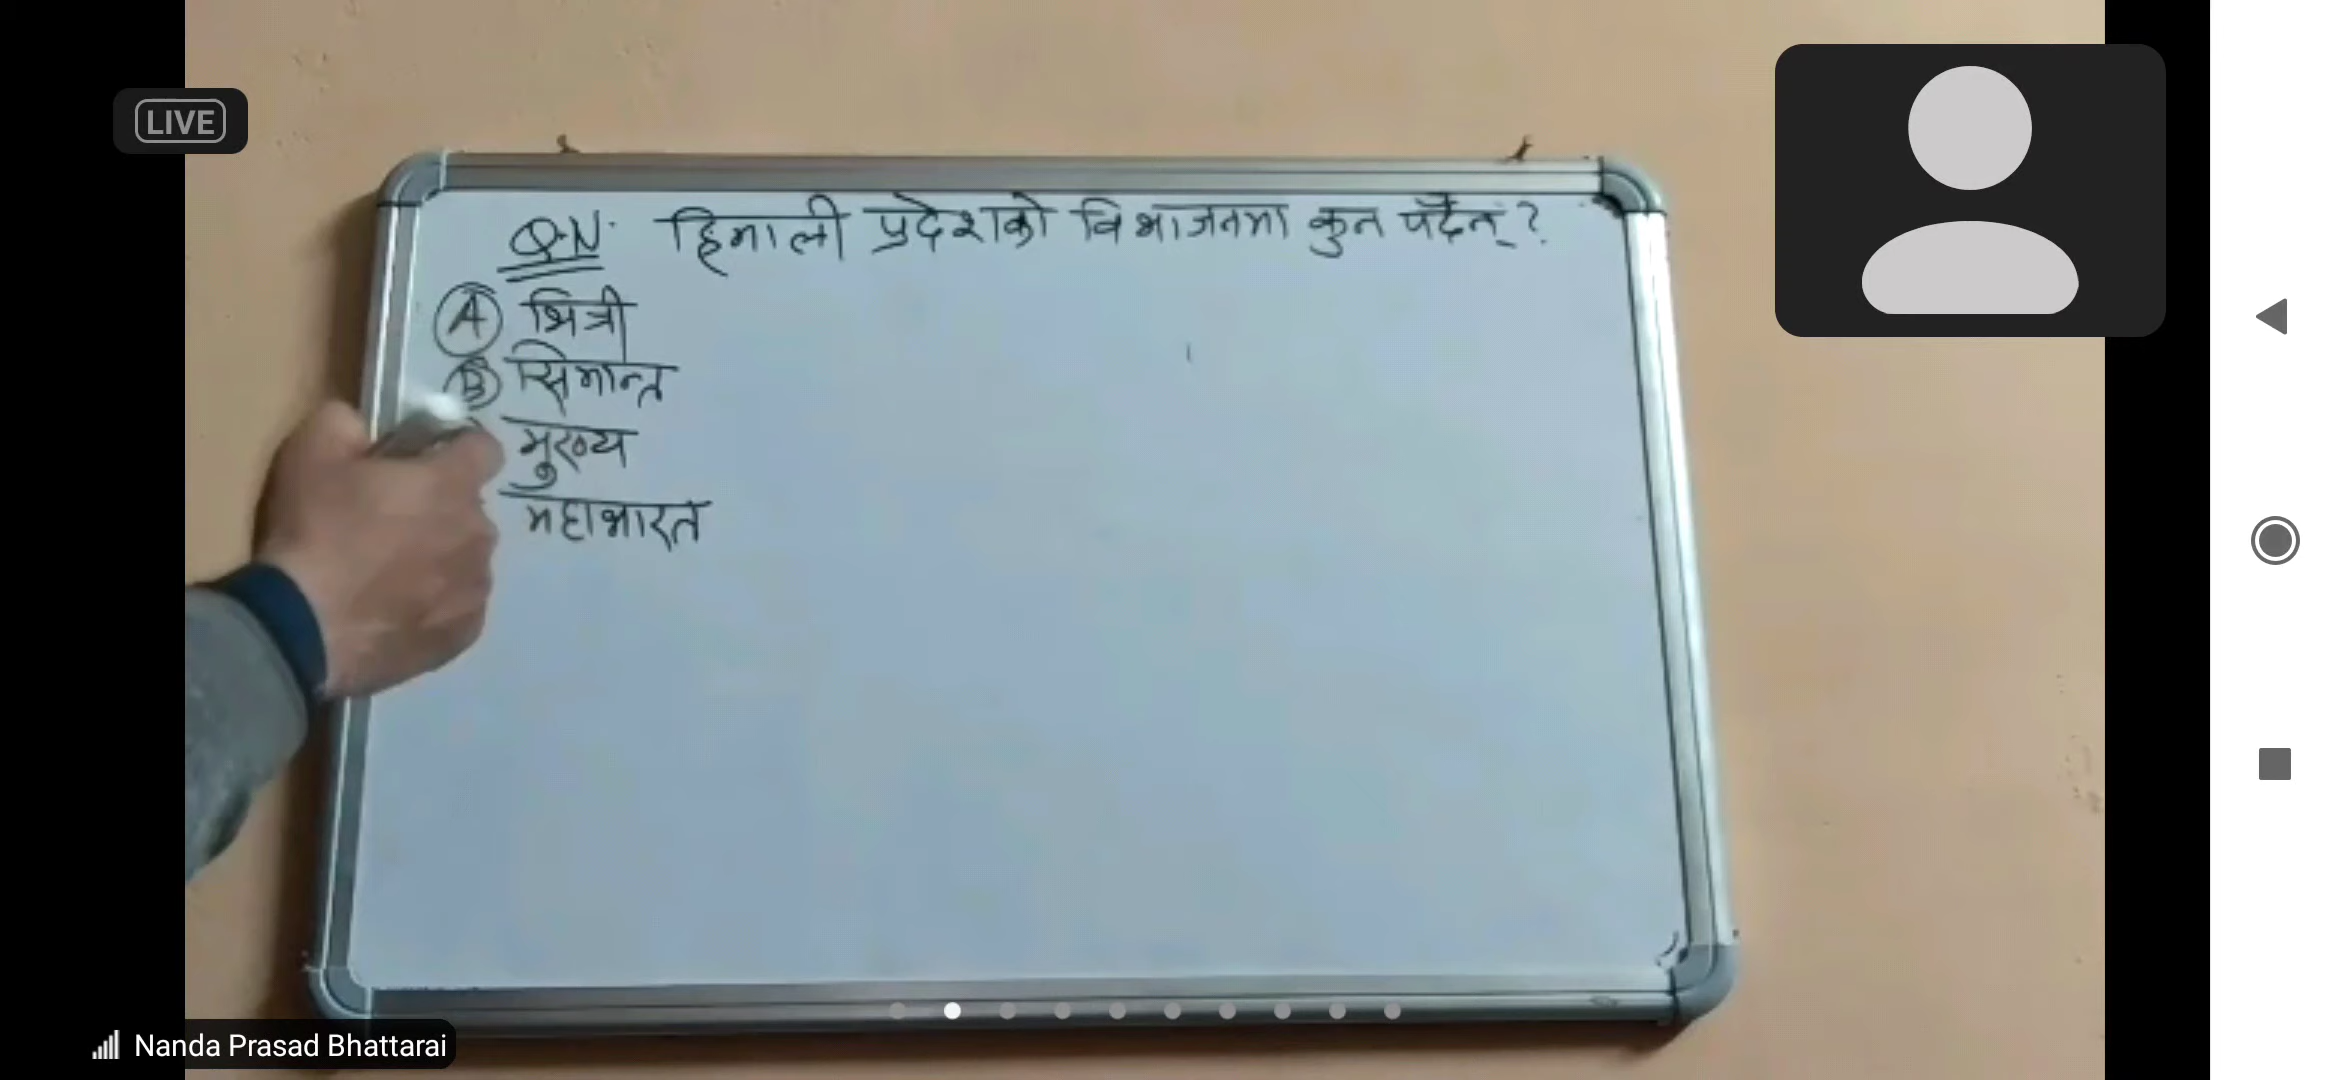 LIVE
Q.N. हिमाली प्रदेशको विभाजनमा कुन पर्दैन् ?
A भित्री
B सिमान्त
मुख्य
महाभारत
Nanda Prasad Bhattarai